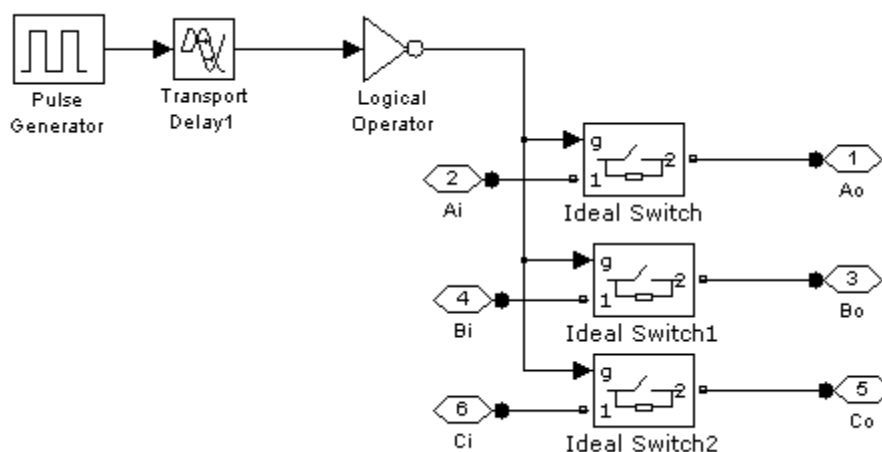 Pulse
Generator
Transport
Delay1
Logical
Operator
g
1
2
Ideal Switch
2
Ai
1
Ao
g
1
2
Ideal Switch1
4
Bi
3
Bo
g
1
2
Ideal Switch2
6
Ci
5
Co